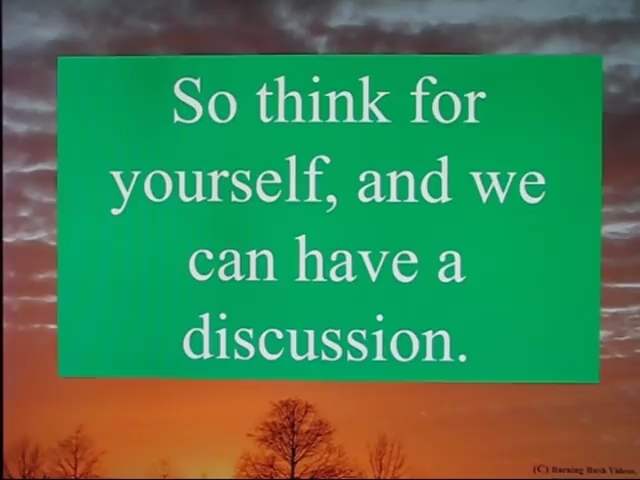 So think for
yourself, and we
can have a
discussion.
(C) Burning Bush Videos.